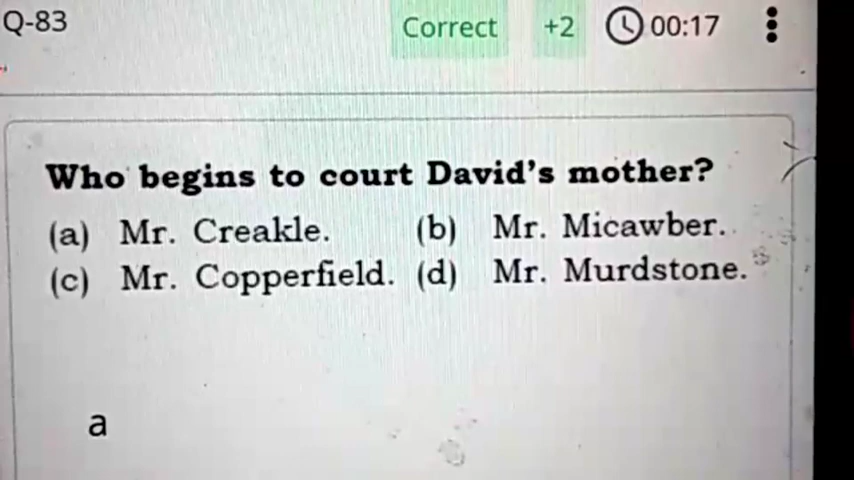 Q-83 Correct +2 00:17
Who begins to court David's mother?
(a) Mr. Creakle. (b) Mr. Micawber.
(c) Mr. Copperfield. (d) Mr. Murdstone.
a